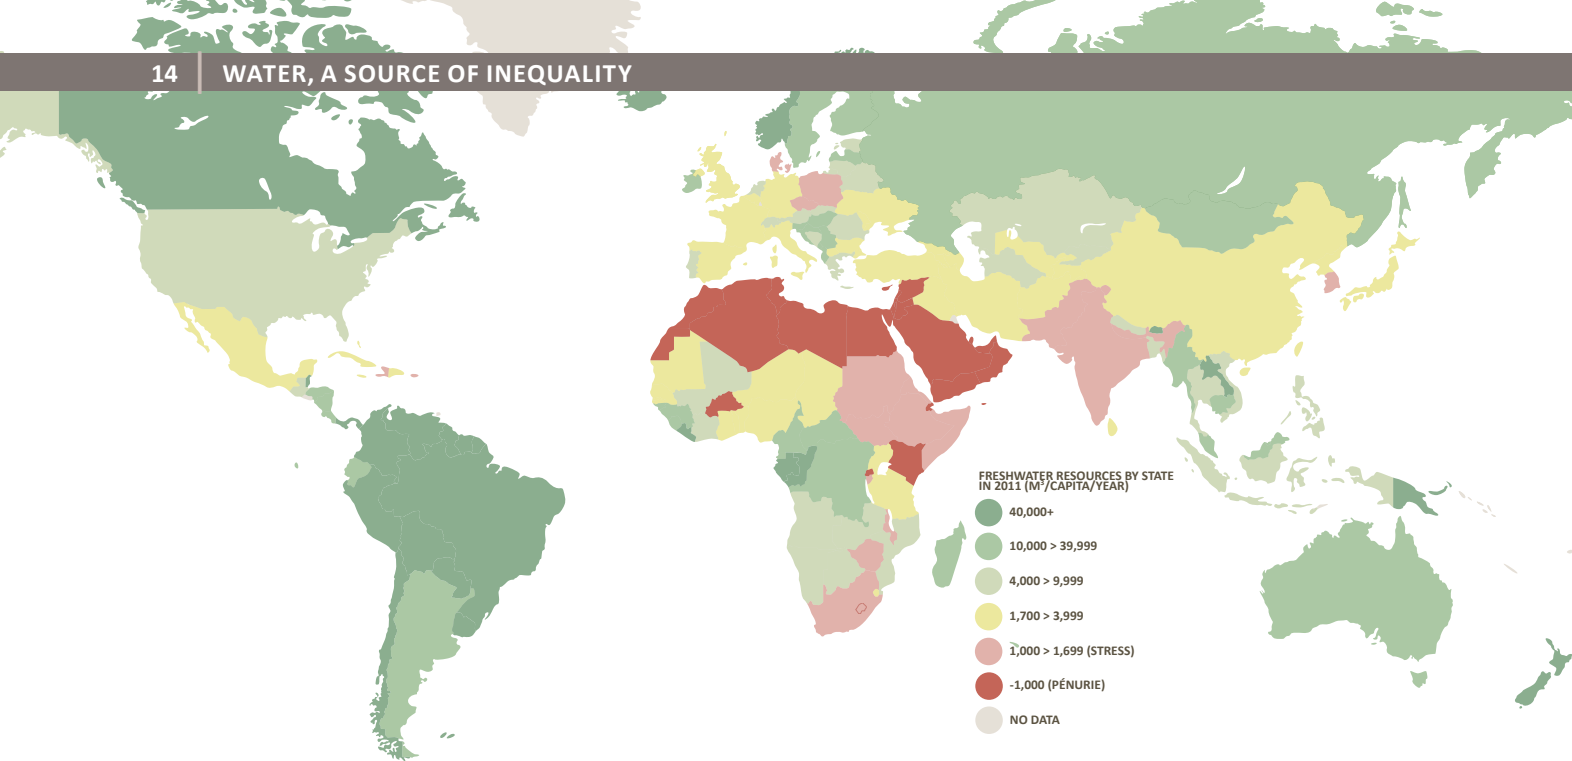 14 WATER, A SOURCE OF INEQUALITY
FRESHWATER RESOURCES BY STATE
IN 2011 (M³/CAPITA/YEAR)
40,000+
10,000 > 39,999
4,000 > 9,999
1,700 > 3,999
1,000 > 1,699 (STRESS)
-1,000 (PÉNURIE)
NO DATA